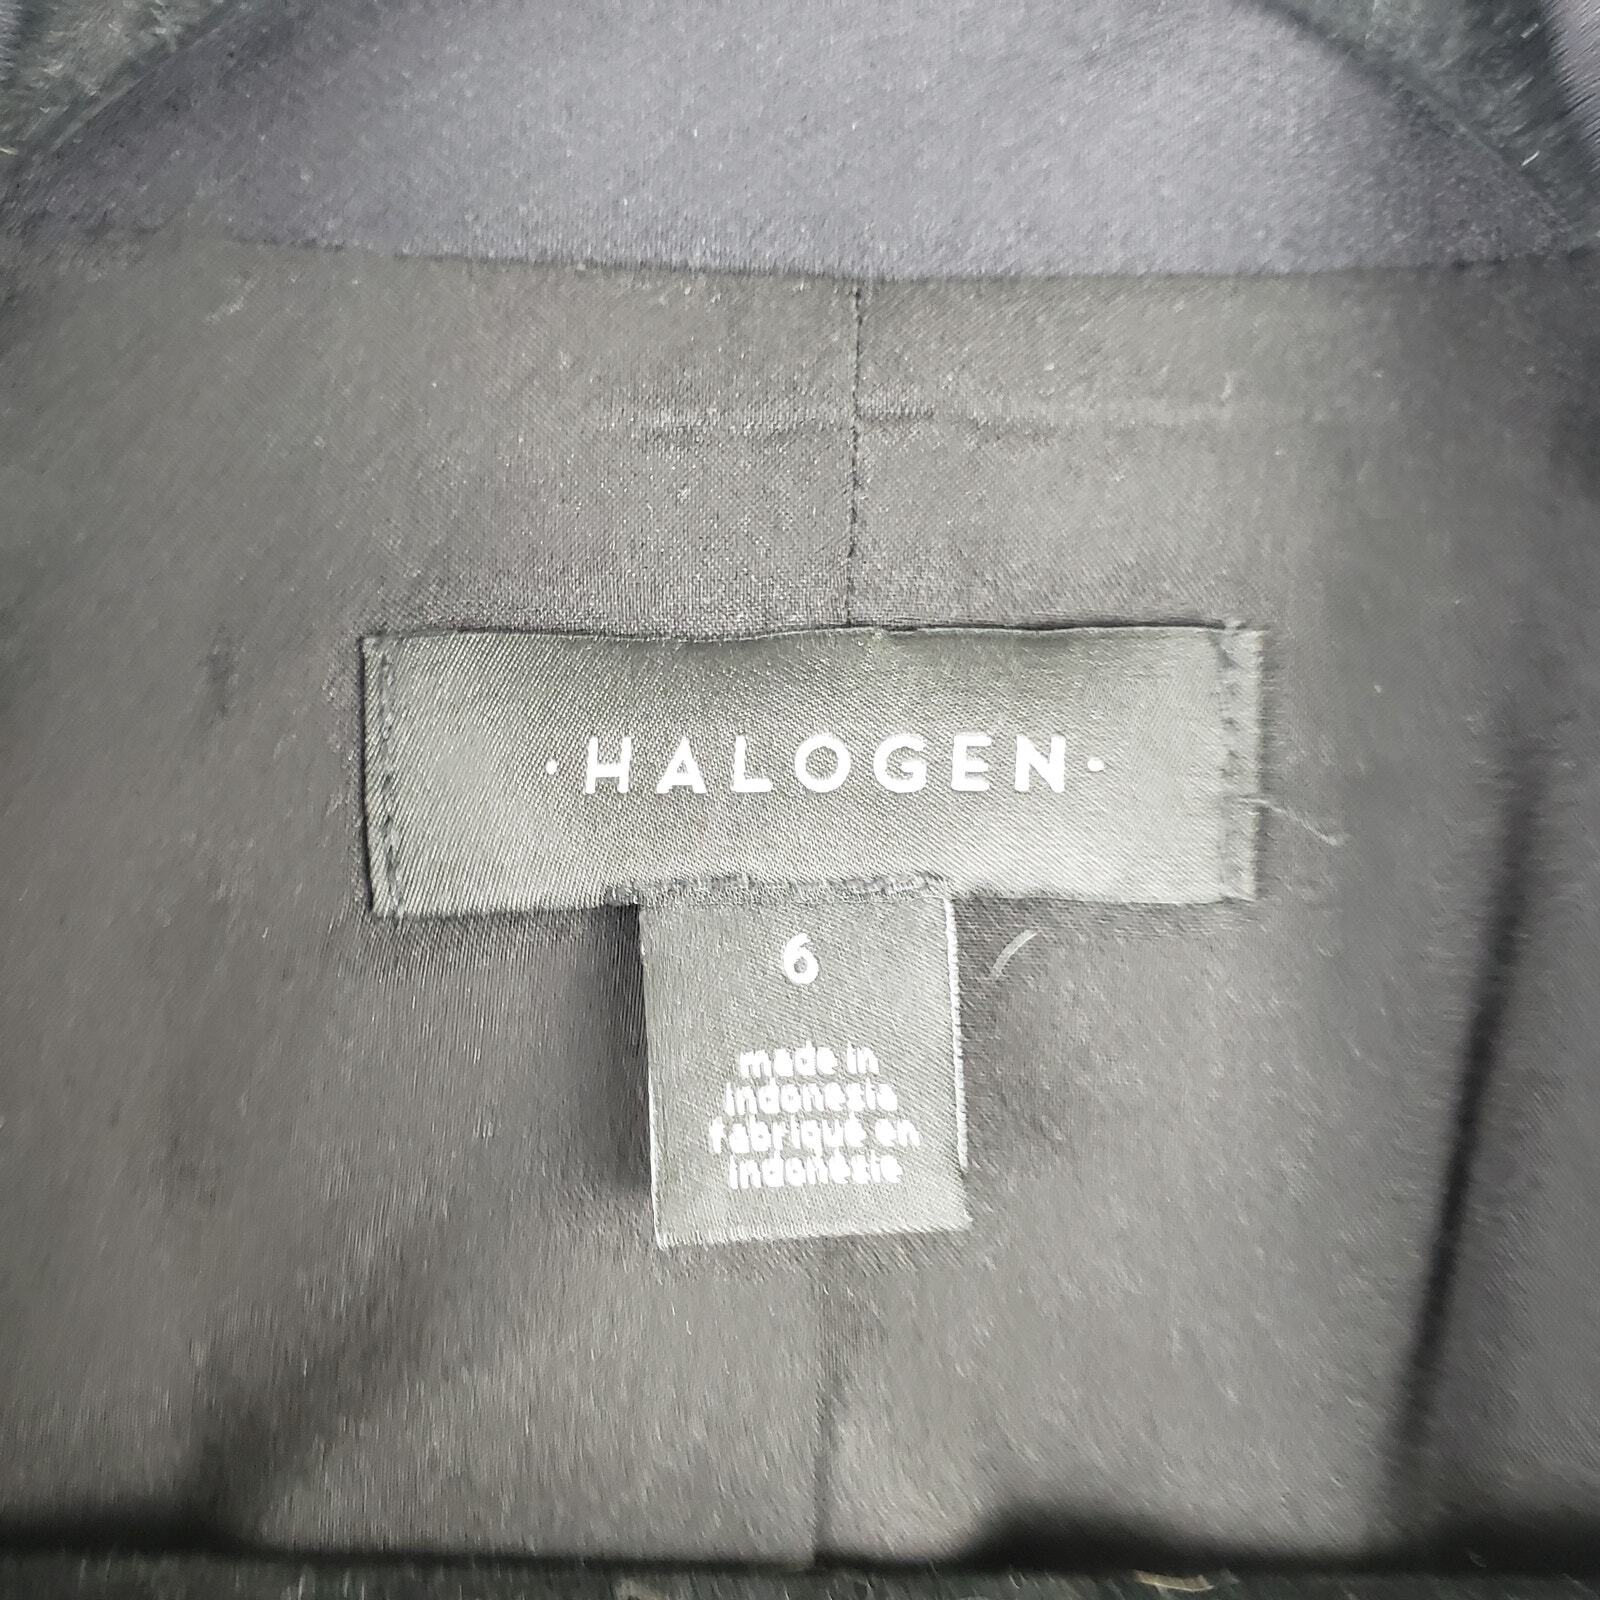 ·HALOGEN·
6
made in
indonesia
fabriqué en
indonésie